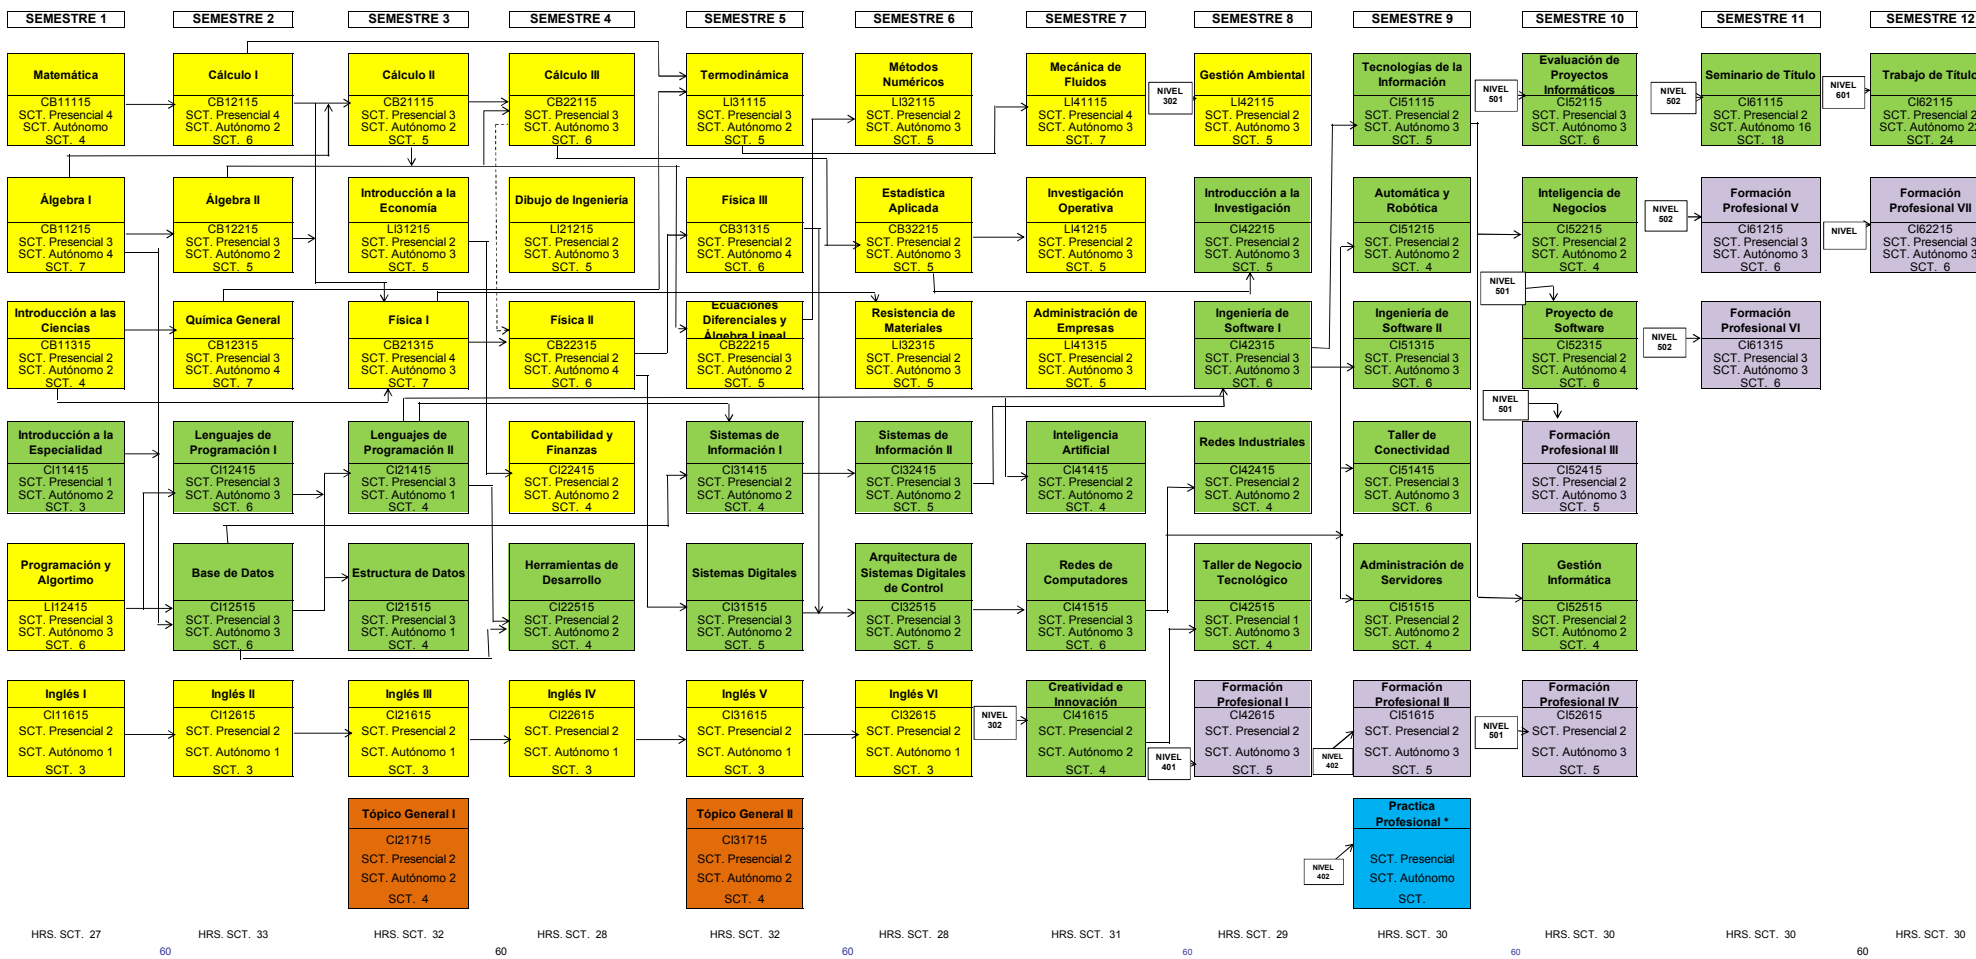 SEMESTRE 1
SEMESTRE 2
SEMESTRE 3
SEMESTRE 4
SEMESTRE 5
SEMESTRE 6
SEMESTRE 7
SEMESTRE 8
SEMESTRE 9
SEMESTRE 10
SEMESTRE 11
SEMESTRE 12
Matemática
CB11115
SCT. Presencial 4
SCT. Autónomo
SCT. 4
Cálculo I
CB12115
SCT. Presencial 4
SCT. Autónomo 2
SCT. 6
Cálculo II
CB21115
SCT. Presencial 3
SCT. Autónomo 2
SCT. 5
Cálculo III
CB22115
SCT. Presencial 3
SCT. Autónomo 3
SCT. 6
Termodinámica
LI31115
SCT. Presencial 3
SCT. Autónomo 2
SCT. 5
Métodos
Numéricos
LI32115
SCT. Presencial 2
SCT. Autónomo 3
SCT. 5
Mecánica de
Fluidos
LI41115
SCT. Presencial 4
SCT. Autónomo 3
SCT. 7
NIVEL
302
Gestión Ambiental
LI42115
SCT. Presencial 2
SCT. Autónomo 3
SCT. 5
Tecnologías de la
Información
CI51115
SCT. Presencial 2
SCT. Autónomo 3
SCT. 5
NIVEL
501
Evaluación de
Proyectos
Informáticos
CI52115
SCT. Presencial 3
SCT. Autónomo 3
SCT. 6
NIVEL
502
Seminario de Título
CI61115
SCT. Presencial 2
SCT. Autónomo 16
SCT. 18
NIVEL
601
Trabajo de Título
CI62115
SCT. Presencial 2
SCT. Autónomo 22
SCT. 24
Álgebra I
CB11215
SCT. Presencial 3
SCT. Autónomo 4
SCT. 7
Álgebra II
CB12215
SCT. Presencial 3
SCT. Autónomo 2
SCT. 5
Introducción a la
Economía
LI31215
SCT. Presencial 2
SCT. Autónomo 3
SCT. 5
Dibujo de Ingeniería
LI21215
SCT. Presencial 2
SCT. Autónomo 3
SCT. 5
Física III
CB31315
SCT. Presencial 2
SCT. Autónomo 4
SCT. 6
Estadística
Aplicada
CB32215
SCT. Presencial 2
SCT. Autónomo 3
SCT. 5
Investigación
Operativa
LI41215
SCT. Presencial 2
SCT. Autónomo 3
SCT. 5
Introducción a la
Investigación
CI42215
SCT. Presencial 2
SCT. Autónomo 3
SCT. 5
Automática y
Robótica
CI51215
SCT. Presencial 2
SCT. Autónomo 2
SCT. 4
Inteligencia de
Negocios
CI52215
SCT. Presencial 2
SCT. Autónomo 2
SCT. 4
NIVEL
502
Formación
Profesional V
CI61215
SCT. Presencial 3
SCT. Autónomo 3
SCT. 6
NIVEL
Formación
Profesional VII
CI62215
SCT. Presencial 3
SCT. Autónomo 3
SCT. 6
Introducción a las
Ciencias
CB11315
SCT. Presencial 2
SCT. Autónomo 2
SCT. 4
Química General
CB12315
SCT. Presencial 3
SCT. Autónomo 4
SCT. 7
Física I
CB21315
SCT. Presencial 4
SCT. Autónomo 3
SCT. 7
Física II
CB22315
SCT. Presencial 2
SCT. Autónomo 4
SCT. 6
Ecuaciones
Diferenciales y
Álgebra Lineal
CB22215
SCT. Presencial 3
SCT. Autónomo 2
SCT. 5
Resistencia de
Materiales
LI32315
SCT. Presencial 2
SCT. Autónomo 3
SCT. 5
Administración de
Empresas
LI41315
SCT. Presencial 2
SCT. Autónomo 3
SCT. 5
Ingeniería de
Software I
CI42315
SCT. Presencial 3
SCT. Autónomo 3
SCT. 6
Ingeniería de
Software II
CI51315
SCT. Presencial 3
SCT. Autónomo 3
SCT. 6
NIVEL
501
Proyecto de
Software
CI52315
SCT. Presencial 2
SCT. Autónomo 4
SCT. 6
NIVEL
502
Formación
Profesional VI
CI61315
SCT. Presencial 3
SCT. Autónomo 3
SCT. 6
Introducción a la
Especialidad
CI11415
SCT. Presencial 1
SCT. Autónomo 2
SCT. 3
Lenguajes de
Programación I
CI12415
SCT. Presencial 3
SCT. Autónomo 3
SCT. 6
Lenguajes de
Programación II
CI21415
SCT. Presencial 3
SCT. Autónomo 1
SCT. 4
Contabilidad y
Finanzas
CI22415
SCT. Presencial 2
SCT. Autónomo 2
SCT. 4
Sistemas de
Información I
CI31415
SCT. Presencial 2
SCT. Autónomo 2
SCT. 4
Sistemas de
Información II
CI32415
SCT. Presencial 2
SCT. Autónomo 3
SCT. 5
Inteligencia
Artificial
CI41415
SCT. Presencial 2
SCT. Autónomo 2
SCT. 4
Redes Industriales
CI42415
SCT. Presencial 2
SCT. Autónomo 2
SCT. 4
Taller de
Conectividad
CI51415
SCT. Presencial 3
SCT. Autónomo 3
SCT. 6
NIVEL
501
Formación
Profesional III
CI52415
SCT. Presencial 2
SCT. Autónomo 3
SCT. 5
Programación y
Algortimo
LI12415
SCT. Presencial 3
SCT. Autónomo 3
SCT. 6
Base de Datos
CI12515
SCT. Presencial 3
SCT. Autónomo 3
SCT. 6
Estructura de Datos
CI21515
SCT. Presencial 3
SCT. Autónomo 1
SCT. 4
Herramientas de
Desarrollo
CI22515
SCT. Presencial 2
SCT. Autónomo 2
SCT. 4
Sistemas Digitales
CI31515
SCT. Presencial 3
SCT. Autónomo 2
SCT. 5
Arquitectura de
Sistemas Digitales
de Control
CI32515
SCT. Presencial 3
SCT. Autónomo 2
SCT. 5
Redes de
Computadores
CI41515
SCT. Presencial 3
SCT. Autónomo 3
SCT. 6
Taller de Negocio
Tecnológico
CI42515
SCT. Presencial 1
SCT. Autónomo 3
SCT. 4
Administración de
Servidores
CI51515
SCT. Presencial 2
SCT. Autónomo 2
SCT. 4
Gestión
Informática
CI52515
SCT. Presencial 2
SCT. Autónomo 2
SCT. 4
Inglés I
CI11615
SCT. Presencial 2
SCT. Autónomo 1
SCT. 3
Inglés II
CI12615
SCT. Presencial 2
SCT. Autónomo 1
SCT. 3
Inglés III
CI21615
SCT. Presencial 2
SCT. Autónomo 1
SCT. 3
Inglés IV
CI22615
SCT. Presencial 2
SCT. Autónomo 1
SCT. 3
Inglés V
CI31615
SCT. Presencial 2
SCT. Autónomo 1
SCT. 3
Inglés VI
CI32615
SCT. Presencial 2
SCT. Autónomo 1
SCT. 3
NIVEL
302
Creatividad e
Innovación
CI41615
SCT. Presencial 2
SCT. Autónomo 2
SCT. 4
NIVEL
401
Formación
Profesional I
CI42615
SCT. Presencial 2
SCT. Autónomo 3
SCT. 5
NIVEL
402
Formación
Profesional II
CI51615
SCT. Presencial 2
SCT. Autónomo 3
SCT. 5
NIVEL
501
Formación
Profesional IV
CI52615
SCT. Presencial 2
SCT. Autónomo 3
SCT. 5
Tópico General I
CI21715
SCT. Presencial 2
SCT. Autónomo 2
SCT. 4
Tópico General II
CI31715
SCT. Presencial 2
SCT. Autónomo 2
SCT. 4
NIVEL
402
Practica
Profesional *
SCT. Presencial
SCT. Autónomo
SCT.
HRS. SCT. 27
HRS. SCT. 33
HRS. SCT. 32
HRS. SCT. 28
HRS. SCT. 32
HRS. SCT. 28
HRS. SCT. 31
HRS. SCT. 29
HRS. SCT. 30
HRS. SCT. 30
HRS. SCT. 30
HRS. SCT. 30
60
60
60
60
60
60